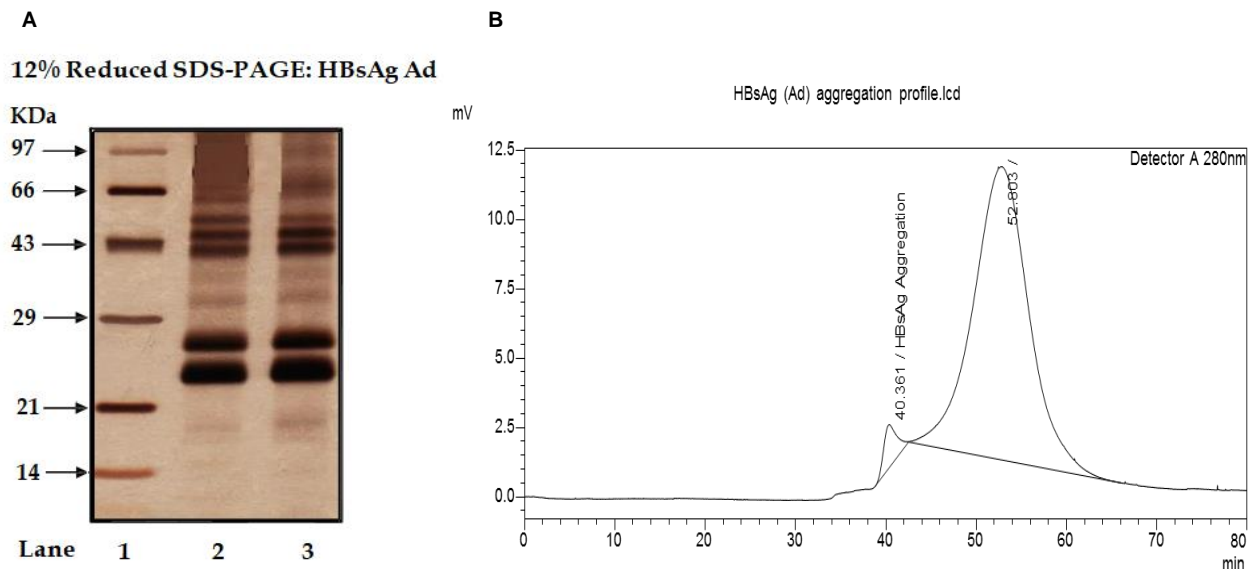 A
12% Reduced SDS-PAGE: HBsAg Ad
KDa
97
66
43
29
21
14
Lane 1 2 3
B
HBsAg (Ad) aggregation profile.lcd
mV
Detector A 280nm
12.5
10.0
7.5
5.0
2.5
0.0
40.361 / HBsAg Aggregation
52.803 /
0 10 20 30 40 50 60 70 80
min